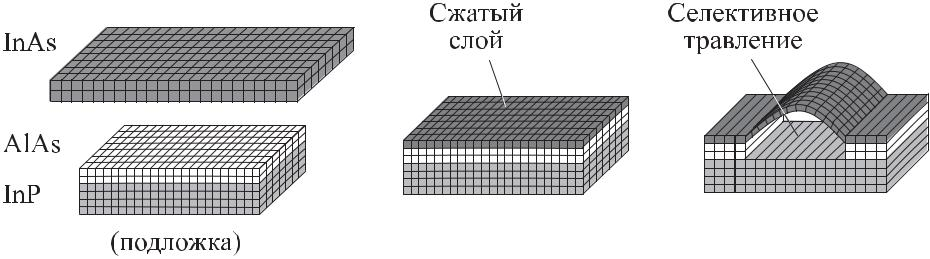 InAs
AlAs
InP
(подложка)
Сжатый
слой
Селективное
травление